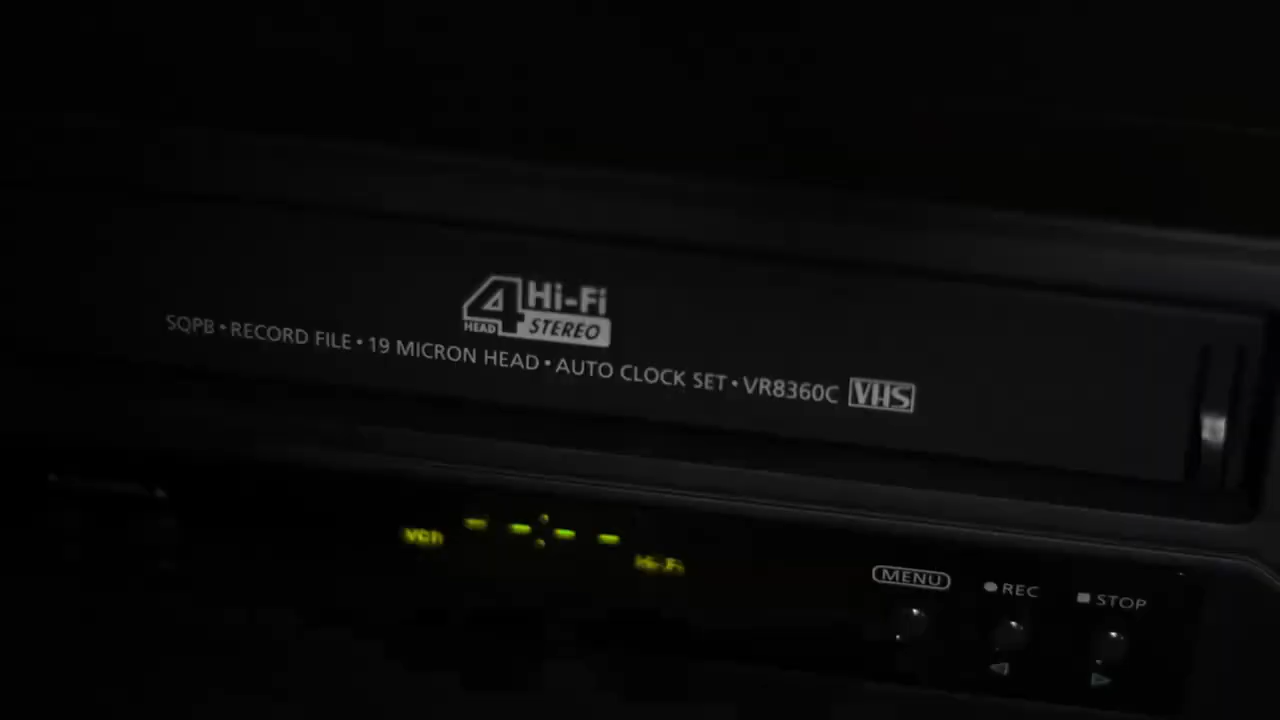 4 HEAD Hi-Fi STEREO
SQPB • RECORD FILE • 19 MICRON HEAD • AUTO CLOCK SET • VR8360C VHS
VCR --:-- Hi-Fi
MENU ● REC ■ STOP